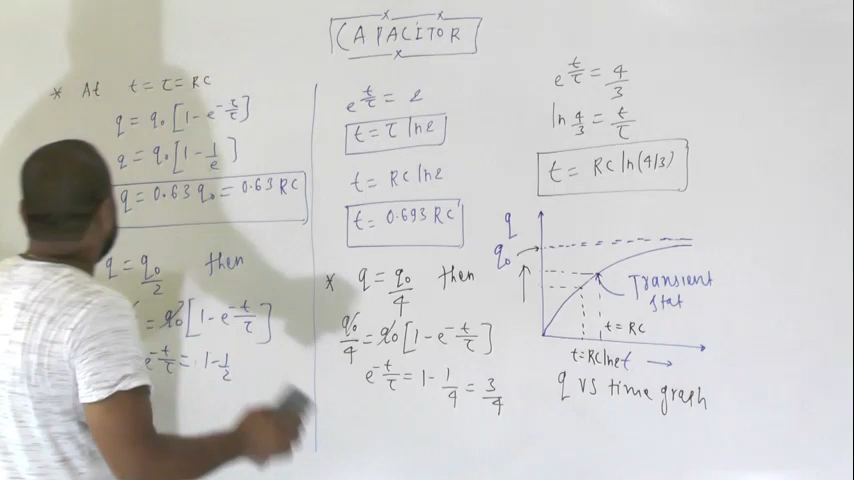 CAPACITOR
* At t = τ = RC
q = q₀ [1 - e^{-τ/τ}]
q = q₀ [1 - 1/e]
q = 0.63 q₀ = 0.63 RC
q = q₀/2 then
= q₀ [1 - e^{-t/τ}]
e^{-t/τ} = 1 - 1/2
e^{t/τ} = 2
t = τ ln2
t = RC ln2
t = 0.693 RC
* q = q₀/4 then
q₀/4 = q₀ [1 - e^{-t/τ}]
e^{-t/τ} = 1 - 1/4 = 3/4
e^{t/τ} = 4/3
ln 4/3 = t/τ
t = RC ln(4/3)
q
q₀
Transient
stat
t = RC
t = RC ln2
t
q vs time graph